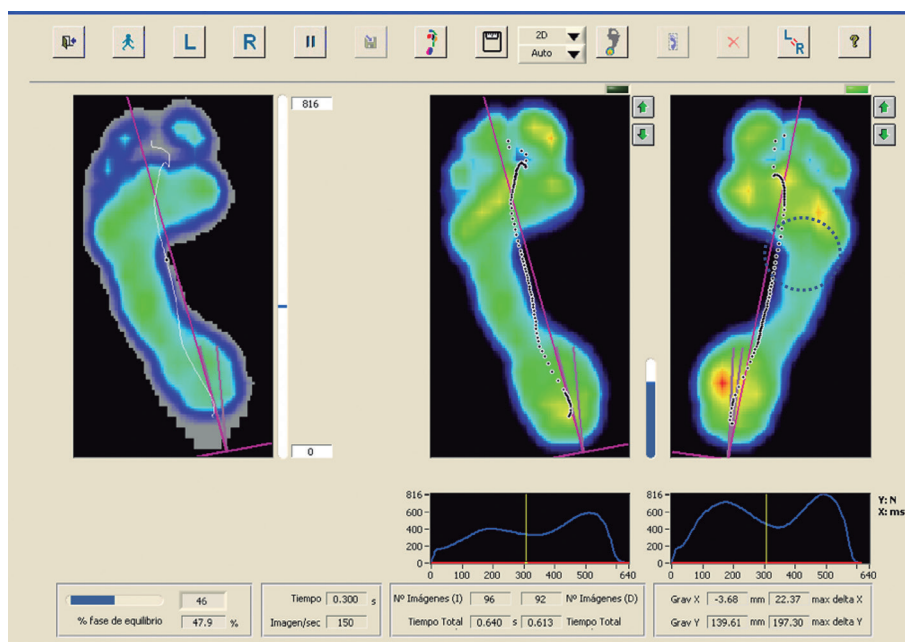 L R 2D
Auto
L R ?
816
0
816
600
400
200
0
0 100 200 300 400 500 640
816
600
400
200
0
0 100 200 300 400 500 640
Y: N
X: ms
46
% fase de equilibrio 47.9 %
Tiempo 0.300 s
Imagen/sec 150
Nº Imágenes (I) 96 92 Nº Imágenes (D)
Tiempo Total 0.640 s 0.613 Tiempo Total
Grav X -3.68 mm 22.37 max delta X
Grav Y 139.61 mm 197.30 max delta Y